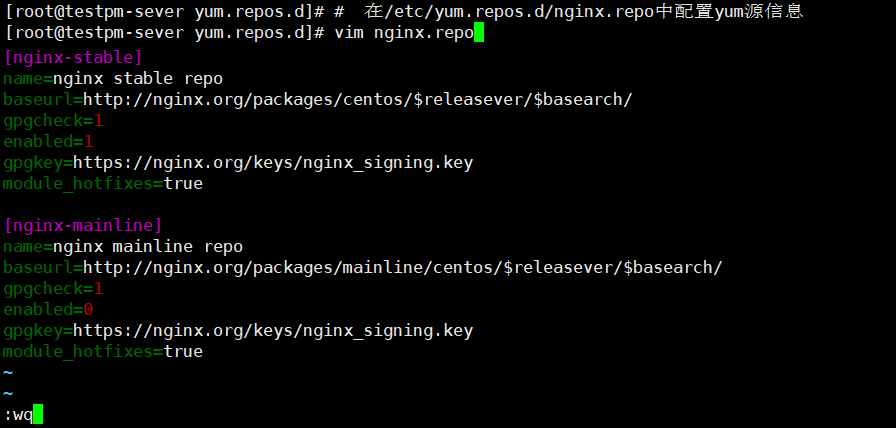 [root@testpm-sever yum.repos.d]# #  在/etc/yum.repos.d/nginx.repo中配置yum源信息
[root@testpm-sever yum.repos.d]# vim nginx.repo
[nginx-stable]
name=nginx stable repo
baseurl=http://nginx.org/packages/centos/$releasever/$basearch/
gpgcheck=1
enabled=1
gpgkey=https://nginx.org/keys/nginx_signing.key
module_hotfixes=true
[nginx-mainline]
name=nginx mainline repo
baseurl=http://nginx.org/packages/mainline/centos/$releasever/$basearch/
gpgcheck=1
enabled=0
gpgkey=https://nginx.org/keys/nginx_signing.key
module_hotfixes=true
~
~
:wq